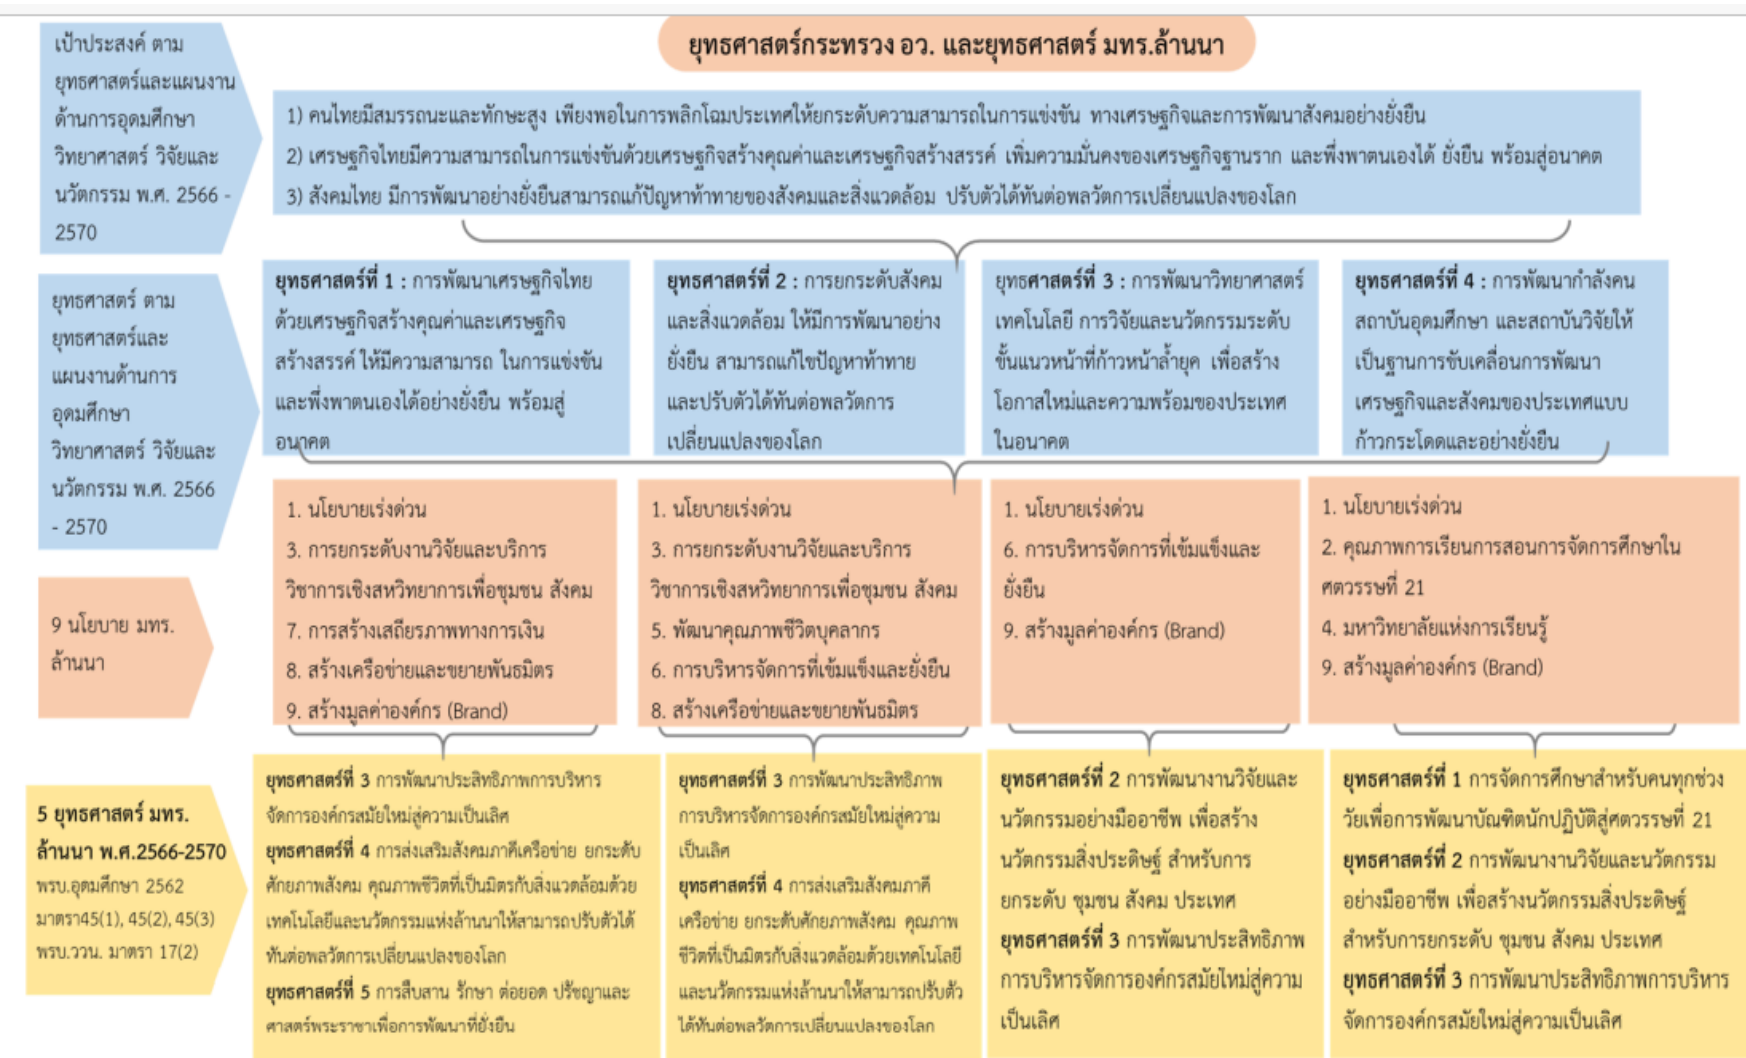 ยุทธศาสตร์กระทรวง อว. และยุทธศาสตร์ มทร.ล้านนา
เป้าประสงค์ ตาม
ยุทธศาสตร์และแผนงาน
ด้านการอุดมศึกษา
วิทยาศาสตร์ วิจัยและ
นวัตกรรม พ.ศ. 2566 -
2570
1) คนไทยมีสมรรถนะและทักษะสูง เพียงพอในการพลิกโฉมประเทศให้ยกระดับความสามารถในการแข่งขัน ทางเศรษฐกิจและการพัฒนาสังคมอย่างยั่งยืน
2) เศรษฐกิจไทยมีความสามารถในการแข่งขันด้วยเศรษฐกิจสร้างคุณค่าและเศรษฐกิจสร้างสรรค์ เพิ่มความมั่นคงของเศรษฐกิจฐานราก และพึ่งพาตนเองได้ ยั่งยืน พร้อมสู่อนาคต
3) สังคมไทย มีการพัฒนาอย่างยั่งยืนสามารถแก้ปัญหาท้าทายของสังคมและสิ่งแวดล้อม ปรับตัวได้ทันต่อพลวัตการเปลี่ยนแปลงของโลก
ยุทธศาสตร์ ตาม
ยุทธศาสตร์และ
แผนงานด้านการ
อุดมศึกษา
วิทยาศาสตร์ วิจัยและ
นวัตกรรม พ.ศ. 2566
- 2570
ยุทธศาสตร์ที่ 1 : การพัฒนาเศรษฐกิจไทย
ด้วยเศรษฐกิจสร้างคุณค่าและเศรษฐกิจ
สร้างสรรค์ ให้มีความสามารถ ในการแข่งขัน
และพึ่งพาตนเองได้อย่างยั่งยืน พร้อมสู่
อนาคต
ยุทธศาสตร์ที่ 2 : การยกระดับสังคม
และสิ่งแวดล้อม ให้มีการพัฒนาอย่าง
ยั่งยืน สามารถแก้ไขปัญหาท้าทาย
และปรับตัวได้ทันต่อพลวัตการ
เปลี่ยนแปลงของโลก
ยุทธศาสตร์ที่ 3 : การพัฒนาวิทยาศาสตร์
เทคโนโลยี การวิจัยและนวัตกรรมระดับ
ขั้นแนวหน้าที่ก้าวหน้าล้ำยุค เพื่อสร้าง
โอกาสใหม่และความพร้อมของประเทศ
ในอนาคต
ยุทธศาสตร์ที่ 4 : การพัฒนากำลังคน
สถาบันอุดมศึกษา และสถาบันวิจัยให้
เป็นฐานการขับเคลื่อนการพัฒนา
เศรษฐกิจและสังคมของประเทศแบบ
ก้าวกระโดดและอย่างยั่งยืน
9 นโยบาย มทร.
ล้านนา
1. นโยบายเร่งด่วน
3. การยกระดับงานวิจัยและบริการ
วิชาการเชิงสหวิทยาการเพื่อชุมชน สังคม
7. การสร้างเสถียรภาพทางการเงิน
8. สร้างเครือข่ายและขยายพันธมิตร
9. สร้างมูลค่าองค์กร (Brand)
1. นโยบายเร่งด่วน
3. การยกระดับงานวิจัยและบริการ
วิชาการเชิงสหวิทยาการเพื่อชุมชน สังคม
5. พัฒนาคุณภาพชีวิตบุคลากร
6. การบริหารจัดการที่เข้มแข็งและยั่งยืน
8. สร้างเครือข่ายและขยายพันธมิตร
1. นโยบายเร่งด่วน
6. การบริหารจัดการที่เข้มแข็งและ
ยั่งยืน
9. สร้างมูลค่าองค์กร (Brand)
1. นโยบายเร่งด่วน
2. คุณภาพการเรียนการสอนการจัดการศึกษาใน
ศตวรรษที่ 21
4. มหาวิทยาลัยแห่งการเรียนรู้
9. สร้างมูลค่าองค์กร (Brand)
5 ยุทธศาสตร์ มทร.
ล้านนา พ.ศ.2566-2570
พรบ.อุดมศึกษา 2562
มาตรา45(1), 45(2), 45(3)
พรบ.ววน. มาตรา 17(2)
ยุทธศาสตร์ที่ 3 การพัฒนาประสิทธิภาพการบริหาร
จัดการองค์กรสมัยใหม่สู่ความเป็นเลิศ
ยุทธศาสตร์ที่ 4 การส่งเสริมสังคมภาคีเครือข่าย ยกระดับ
ศักยภาพสังคม คุณภาพชีวิตที่เป็นมิตรกับสิ่งแวดล้อมด้วย
เทคโนโลยีและนวัตกรรมแห่งล้านนาให้สามารถปรับตัวได้
ทันต่อพลวัตการเปลี่ยนแปลงของโลก
ยุทธศาสตร์ที่ 5 การสืบสาน รักษา ต่อยอด ปรัชญาและ
ศาสตร์พระราชาเพื่อการพัฒนาที่ยั่งยืน
ยุทธศาสตร์ที่ 3 การพัฒนาประสิทธิภาพ
การบริหารจัดการองค์กรสมัยใหม่สู่ความ
เป็นเลิศ
ยุทธศาสตร์ที่ 4 การส่งเสริมสังคมภาคี
เครือข่าย ยกระดับศักยภาพสังคม คุณภาพ
ชีวิตที่เป็นมิตรกับสิ่งแวดล้อมด้วยเทคโนโลยี
และนวัตกรรมแห่งล้านนาให้สามารถปรับตัว
ได้ทันต่อพลวัตการเปลี่ยนแปลงของโลก
ยุทธศาสตร์ที่ 2 การพัฒนางานวิจัยและ
นวัตกรรมอย่างมืออาชีพ เพื่อสร้าง
นวัตกรรมสิ่งประดิษฐ์ สำหรับการ
ยกระดับ ชุมชน สังคม ประเทศ
ยุทธศาสตร์ที่ 3 การพัฒนาประสิทธิภาพ
การบริหารจัดการองค์กรสมัยใหม่สู่ความ
เป็นเลิศ
ยุทธศาสตร์ที่ 1 การจัดการศึกษาสำหรับคนทุกช่วง
วัยเพื่อการพัฒนาบัณฑิตนักปฏิบัติสู่ศตวรรษที่ 21
ยุทธศาสตร์ที่ 2 การพัฒนางานวิจัยและนวัตกรรม
อย่างมืออาชีพ เพื่อสร้างนวัตกรรมสิ่งประดิษฐ์
สำหรับการยกระดับ ชุมชน สังคม ประเทศ
ยุทธศาสตร์ที่ 3 การพัฒนาประสิทธิภาพการบริหาร
จัดการองค์กรสมัยใหม่สู่ความเป็นเลิศ